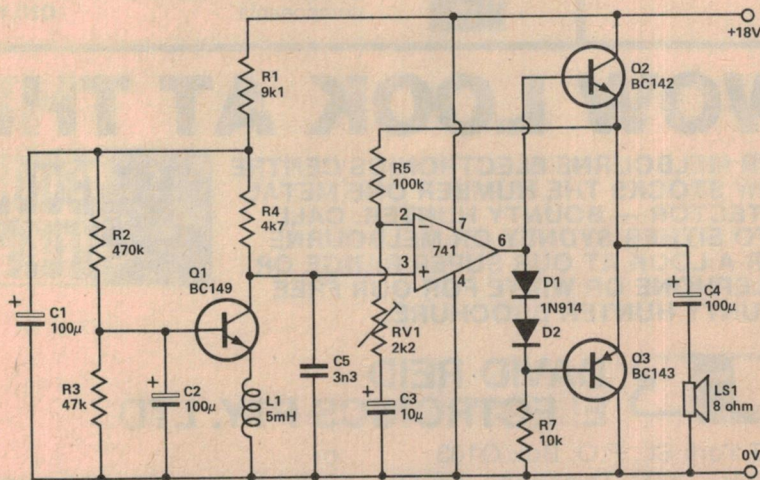 +18V
R1
9k1
Q2
BC142
R5
100k
R4
4k7
R2
470k
2
7
741
6
3
+
4
Q1
BC149
D1
1N914
D2
+
C1
100μ
+
C4
100μ
RV1
2k2
Q3
BC143
R3
47k
+
C2
100μ
L1
5mH
C5
3n3
+
C3
10μ
R7
10k
LS1
8 ohm
0V